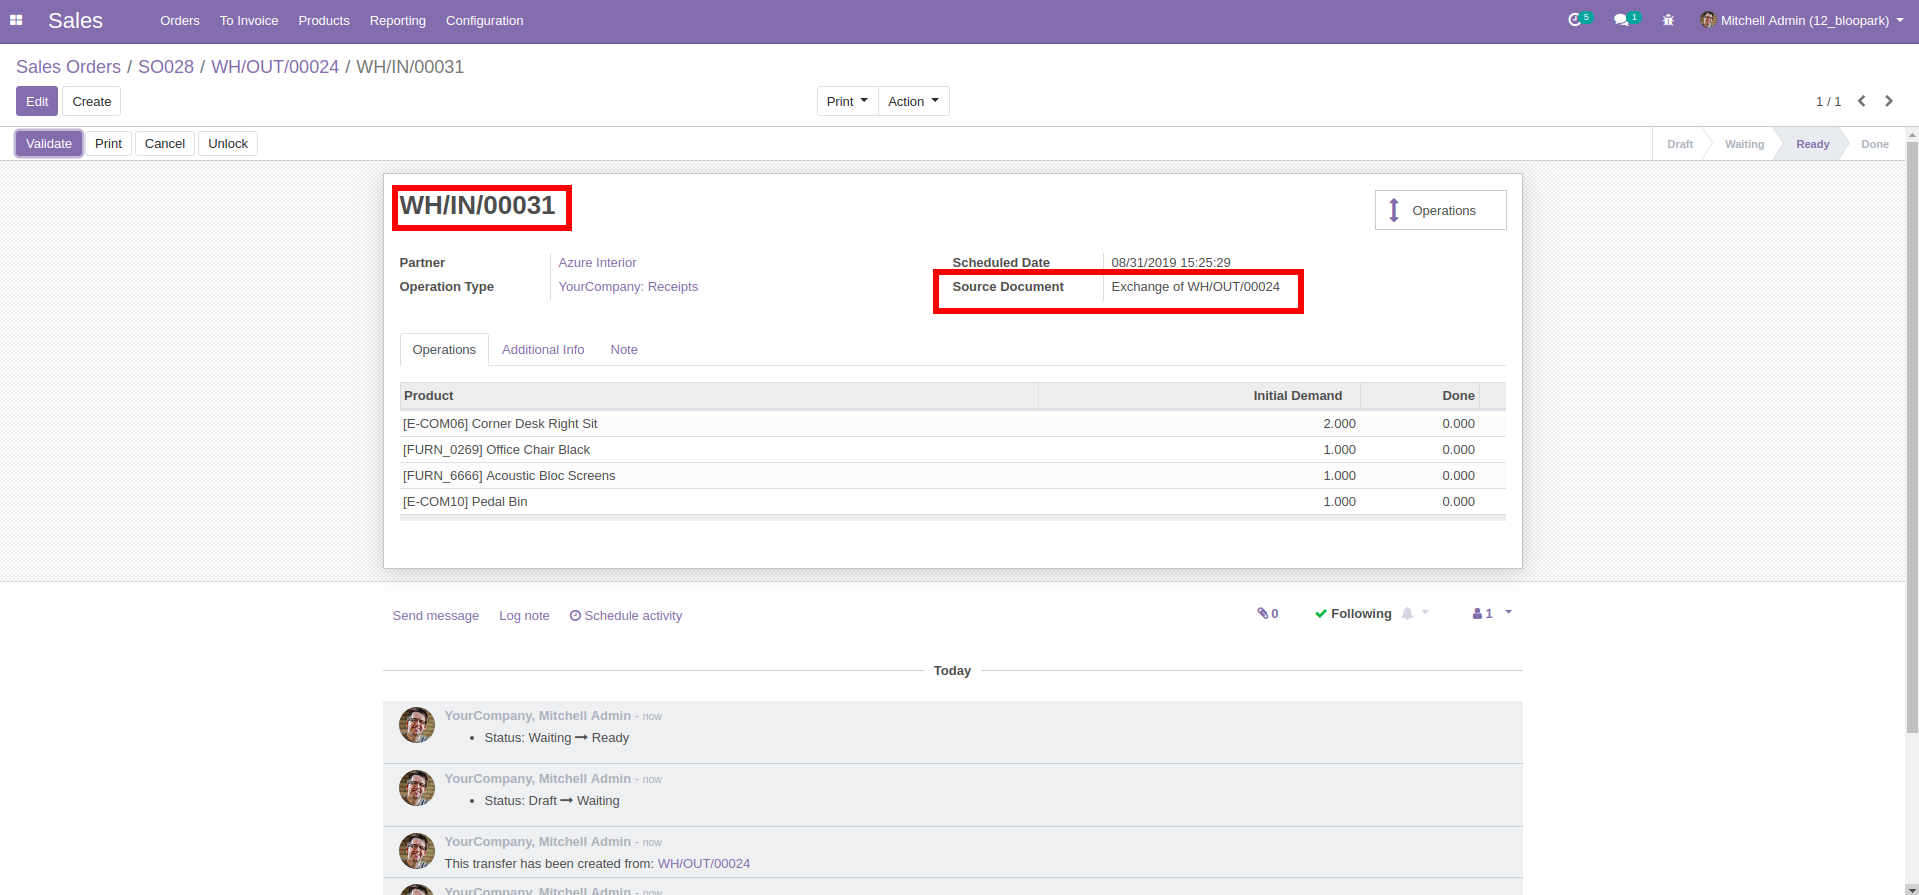 Sales Orders To Invoice Products Reporting Configuration 5 1 Mitchell Admin (12_bloopark)
Sales Orders / SO028 / WH/OUT/00024 / WH/IN/00031
Edit Create Print Action 1 / 1
Validate Print Cancel Unlock Draft Waiting Ready Done
WH/IN/00031
Operations
Partner Azure Interior Scheduled Date 08/31/2019 15:25:29
Operation Type YourCompany: Receipts Source Document Exchange of WH/OUT/00024
Operations Additional Info Note
Product Initial Demand Done
[E-COM06] Corner Desk Right Sit 2.000 0.000
[FURN_0269] Office Chair Black 1.000 0.000
[FURN_6666] Acoustic Bloc Screens 1.000 0.000
[E-COM10] Pedal Bin 1.000 0.000
Send message Log note Schedule activity 0 Following 1
Today
YourCompany, Mitchell Admin - now
• Status: Waiting → Ready
YourCompany, Mitchell Admin - now
• Status: Draft → Waiting
YourCompany, Mitchell Admin - now
This transfer has been created from: WH/OUT/00024
YourCompany, Mitchell Admin - now